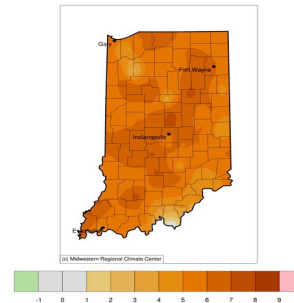 Gary
Fort Wayne
Indianapolis
(c) Midwestern Regional Climate Center
-1 0 1 2 3 4 5 6 7 8 9